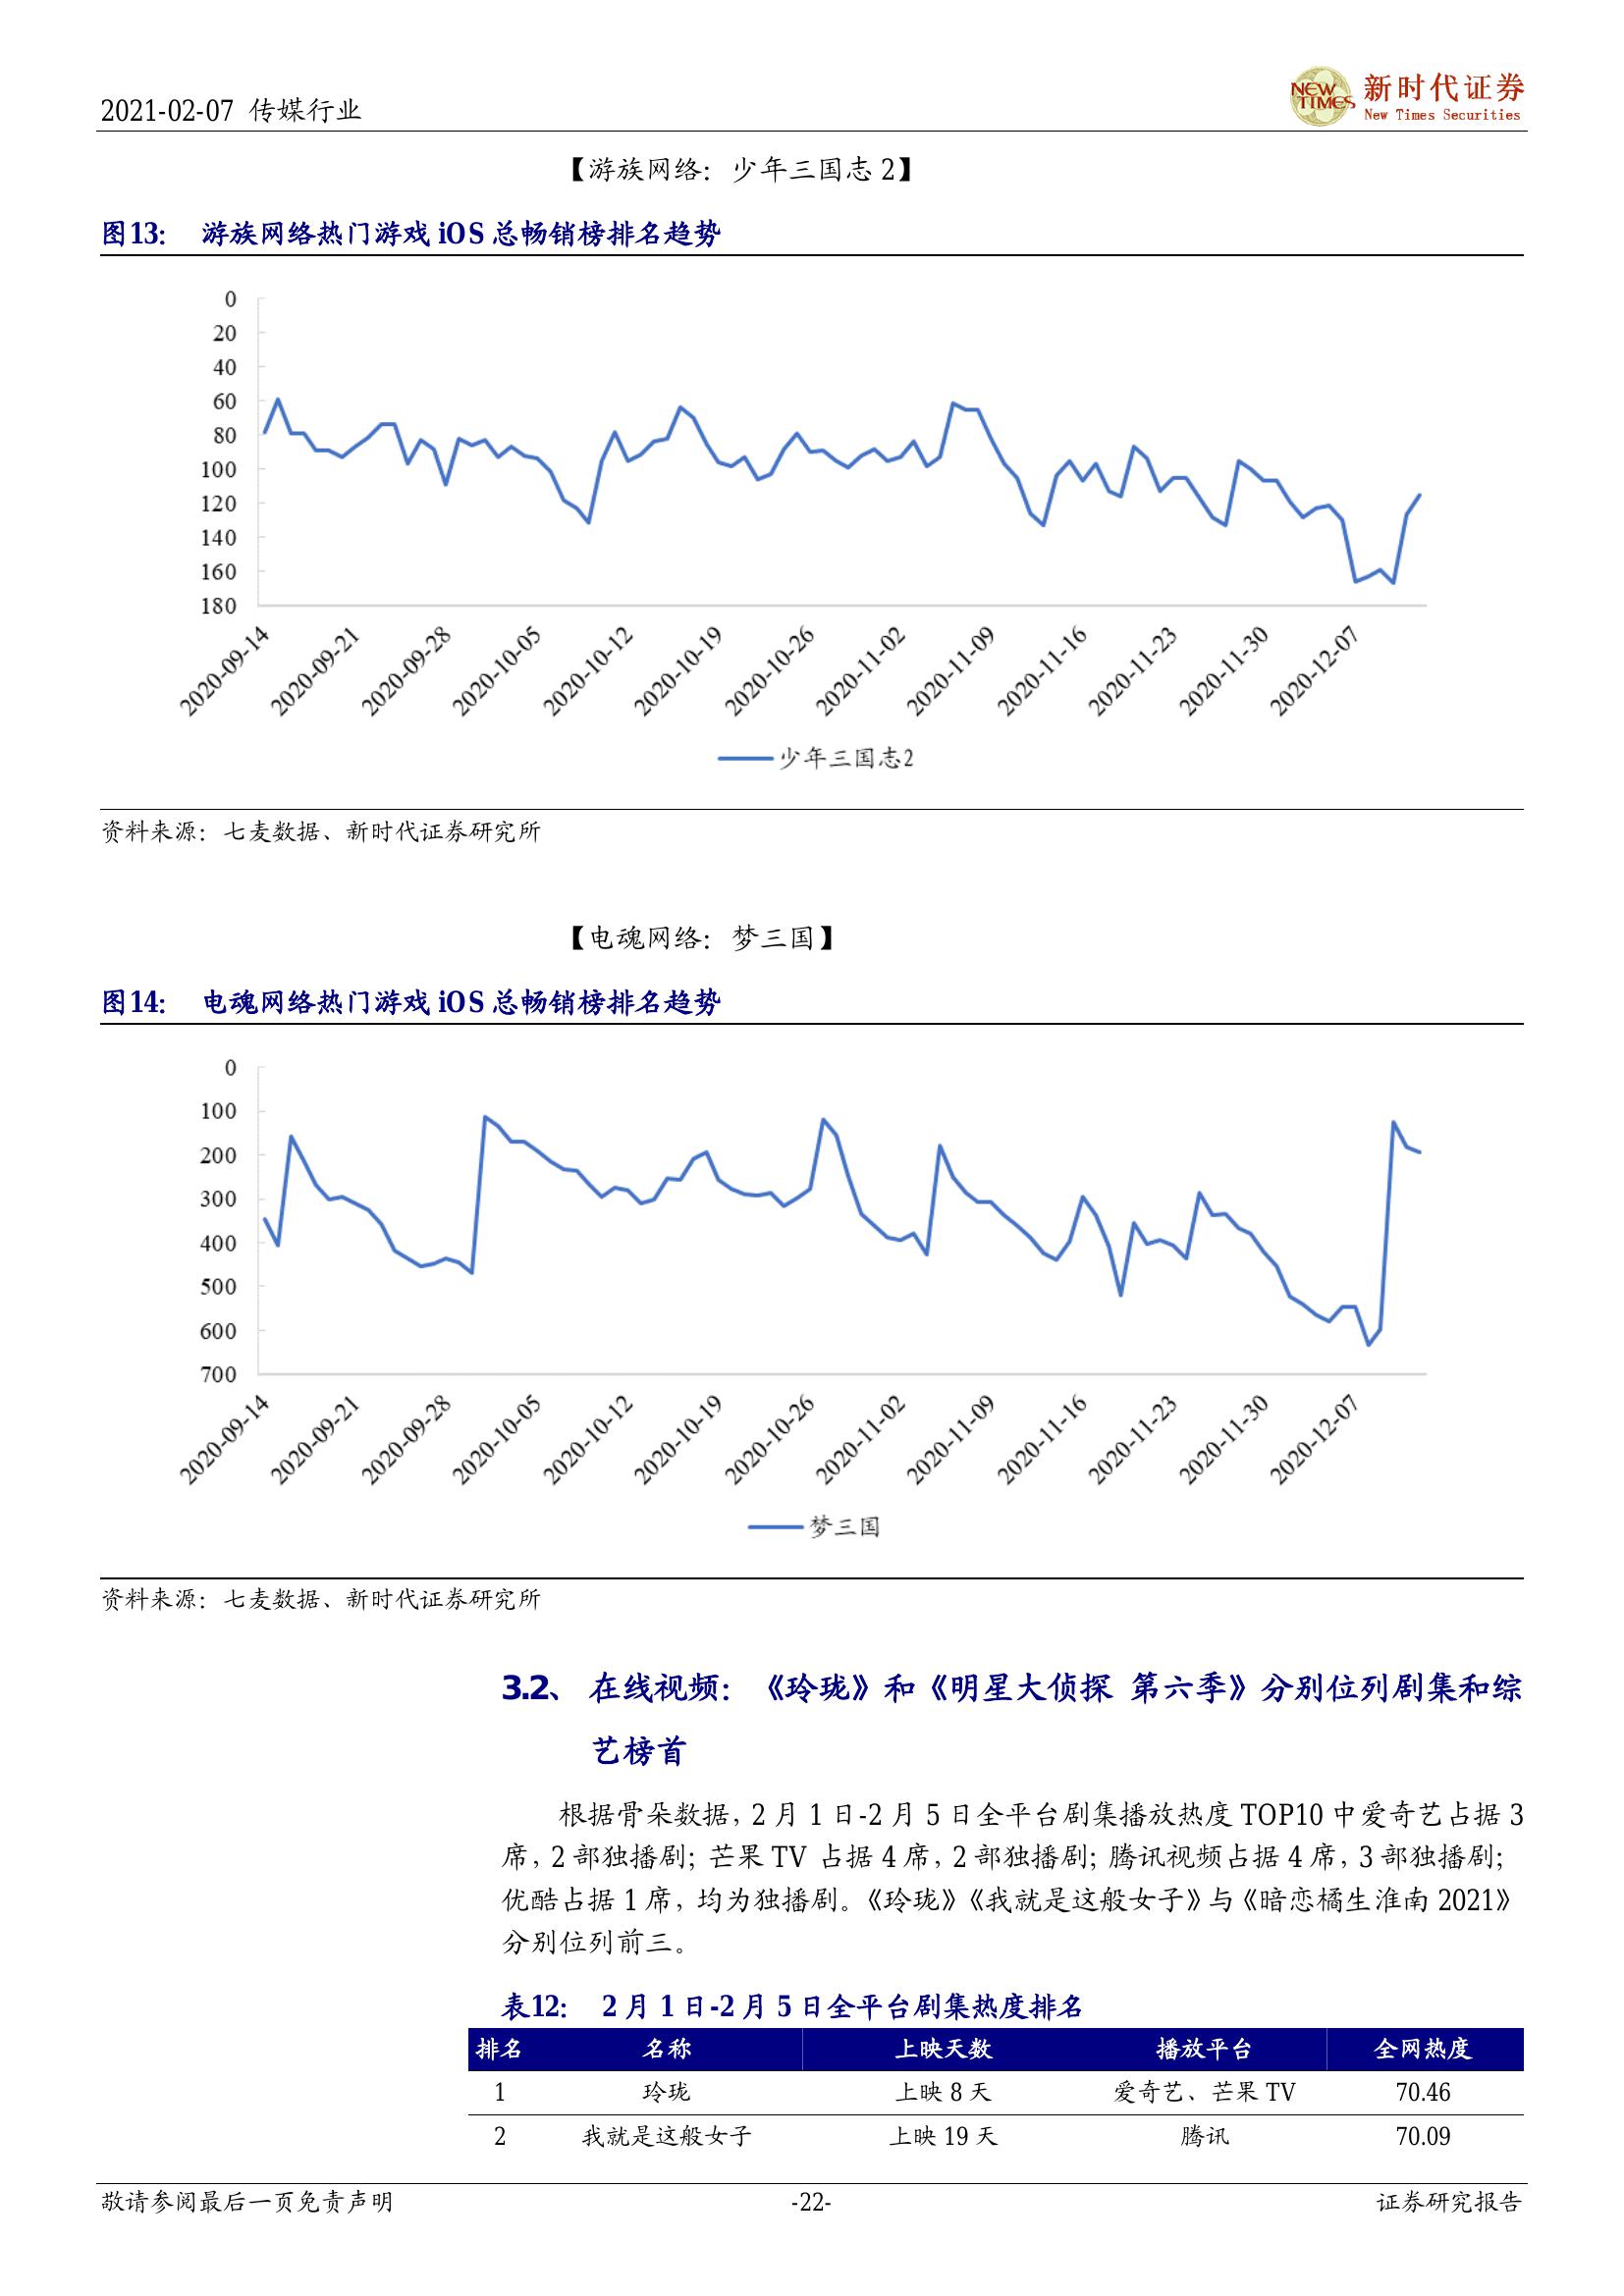 2021-02-07 传媒行业
NEW TIMES
新时代证券
New Times Securities
【游族网络：少年三国志 2】
图13： 游族网络热门游戏 iOS 总畅销榜排名趋势
0
20
40
60
80
100
120
140
160
180
2020-09-14
2020-09-21
2020-09-28
2020-10-05
2020-10-12
2020-10-19
2020-10-26
2020-11-02
2020-11-09
2020-11-16
2020-11-23
2020-11-30
2020-12-07
少年三国志2
资料来源：七麦数据、新时代证券研究所
【电魂网络：梦三国】
图14： 电魂网络热门游戏 iOS 总畅销榜排名趋势
0
100
200
300
400
500
600
700
2020-09-14
2020-09-21
2020-09-28
2020-10-05
2020-10-12
2020-10-19
2020-10-26
2020-11-02
2020-11-09
2020-11-16
2020-11-23
2020-11-30
2020-12-07
梦三国
资料来源：七麦数据、新时代证券研究所
3.2、 在线视频：《玲珑》和《明星大侦探 第六季》分别位列剧集和综
艺榜首
根据骨朵数据，2 月 1 日-2 月 5 日全平台剧集播放热度 TOP10 中爱奇艺占据 3
席，2 部独播剧；芒果 TV 占据 4 席，2 部独播剧；腾讯视频占据 4 席，3 部独播剧；
优酷占据 1 席，均为独播剧。《玲珑》《我就是这般女子》与《暗恋橘生淮南 2021》
分别位列前三。
表12： 2 月 1 日-2 月 5 日全平台剧集热度排名
排名 名称 上映天数 播放平台 全网热度
1 玲珑 上映 8 天 爱奇艺、芒果 TV 70.46
2 我就是这般女子 上映 19 天 腾讯 70.09
敬请参阅最后一页免责声明 -22- 证券研究报告